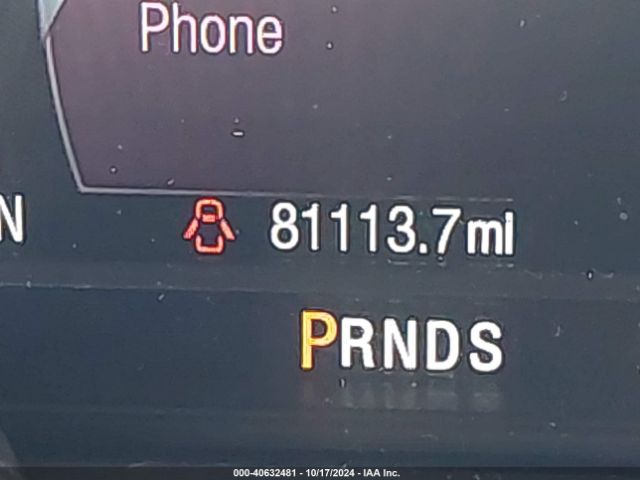 Phone
N
81113.7mi
PRNDS
000-40632481 - 10/17/2024 - IAA Inc.